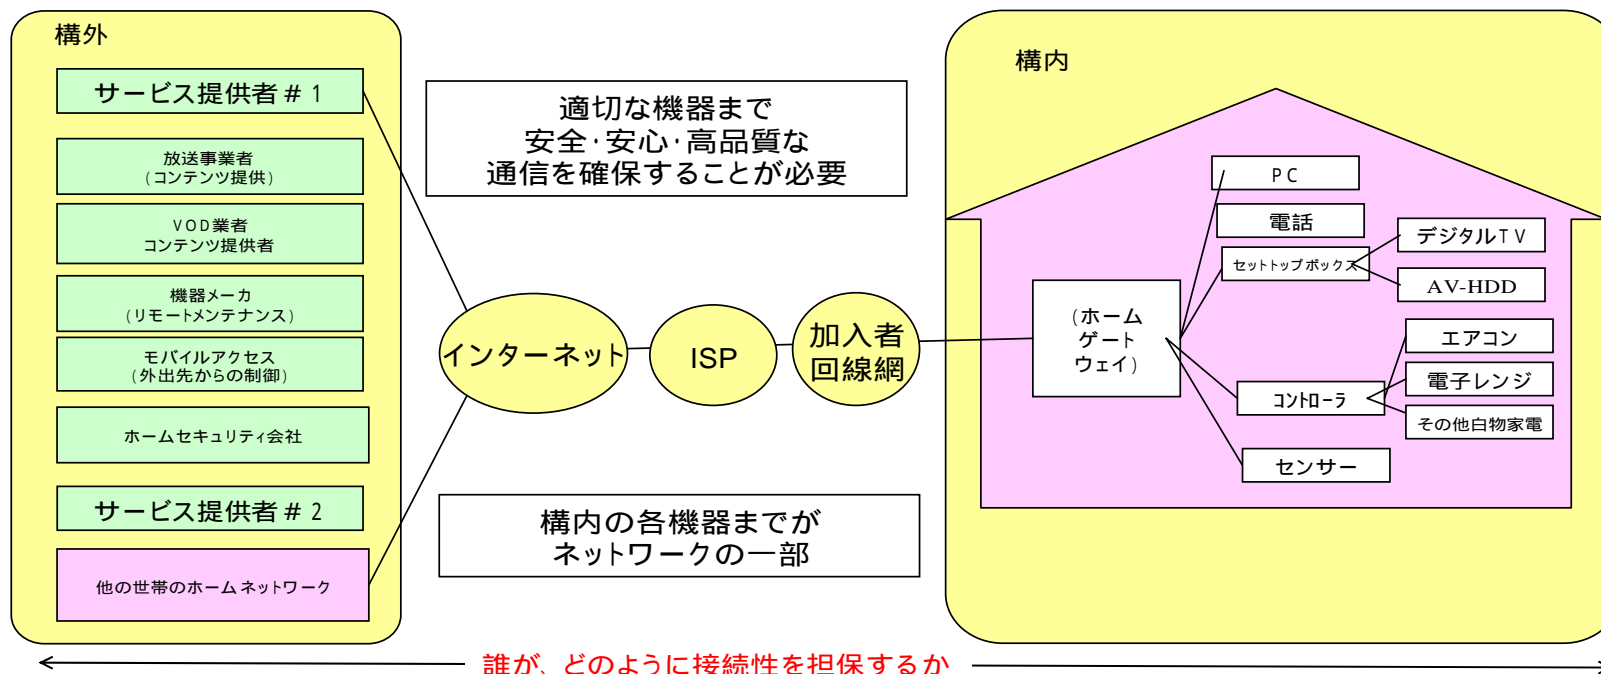 構外
サービス提供者＃1
放送事業者
(コンテンツ提供)
VOD業者
コンテンツ提供者
機器メーカ
(リモートメンテナンス)
モバイルアクセス
(外出先からの制御)
ホームセキュリティ会社
サービス提供者＃2
他の世帯のホームネットワーク
適切な機器まで
安全・安心・高品質な
通信を確保することが必要
インターネット
ISP
加入者
回線網
構内の各機器までが
ネットワークの一部
構内
(ホーム
ゲート
ウェイ)
PC
電話
セットトップボックス
デジタルTV
AV-HDD
コントローラ
エアコン
電子レンジ
その他白物家電
センサー
誰が、どのように接続性を担保するか